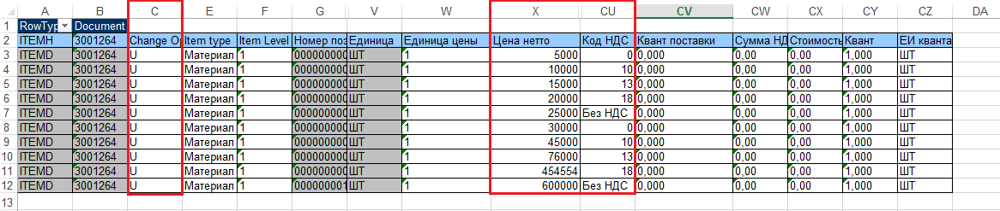 A B C E F G V W X CU CV CW CX CY CZ DA
1 RowTyp Document
2 ITEMH 3001264 Change Op Item type Item Level Номер поз Единица Единица цены Цена нетто Код НДС Квант поставки Сумма НД Стоимость Квант ЕИ кванта
3 ITEMD 3001264 U Материал 1 000000000 ШТ 1 5000 0 0,000 0,00 0,00 1,000 ШТ
4 ITEMD 3001264 U Материал 1 000000000 ШТ 1 10000 10 0,000 0,00 0,00 1,000 ШТ
5 ITEMD 3001264 U Материал 1 000000000 ШТ 1 15000 13 0,000 0,00 0,00 1,000 ШТ
6 ITEMD 3001264 U Материал 1 000000000 ШТ 1 20000 18 0,000 0,00 0,00 1,000 ШТ
7 ITEMD 3001264 U Материал 1 000000000 ШТ 1 25000 Без НДС 0,000 0,00 0,00 1,000 ШТ
8 ITEMD 3001264 U Материал 1 000000000 ШТ 1 30000 0 0,000 0,00 0,00 1,000 ШТ
9 ITEMD 3001264 U Материал 1 000000000 ШТ 1 45000 10 0,000 0,00 0,00 1,000 ШТ
10 ITEMD 3001264 U Материал 1 000000000 ШТ 1 76000 13 0,000 0,00 0,00 1,000 ШТ
11 ITEMD 3001264 U Материал 1 000000000 ШТ 1 454554 18 0,000 0,00 0,00 1,000 ШТ
12 ITEMD 3001264 U Материал 1 000000001 ШТ 1 600000 Без НДС 0,000 0,00 0,00 1,000 ШТ
13